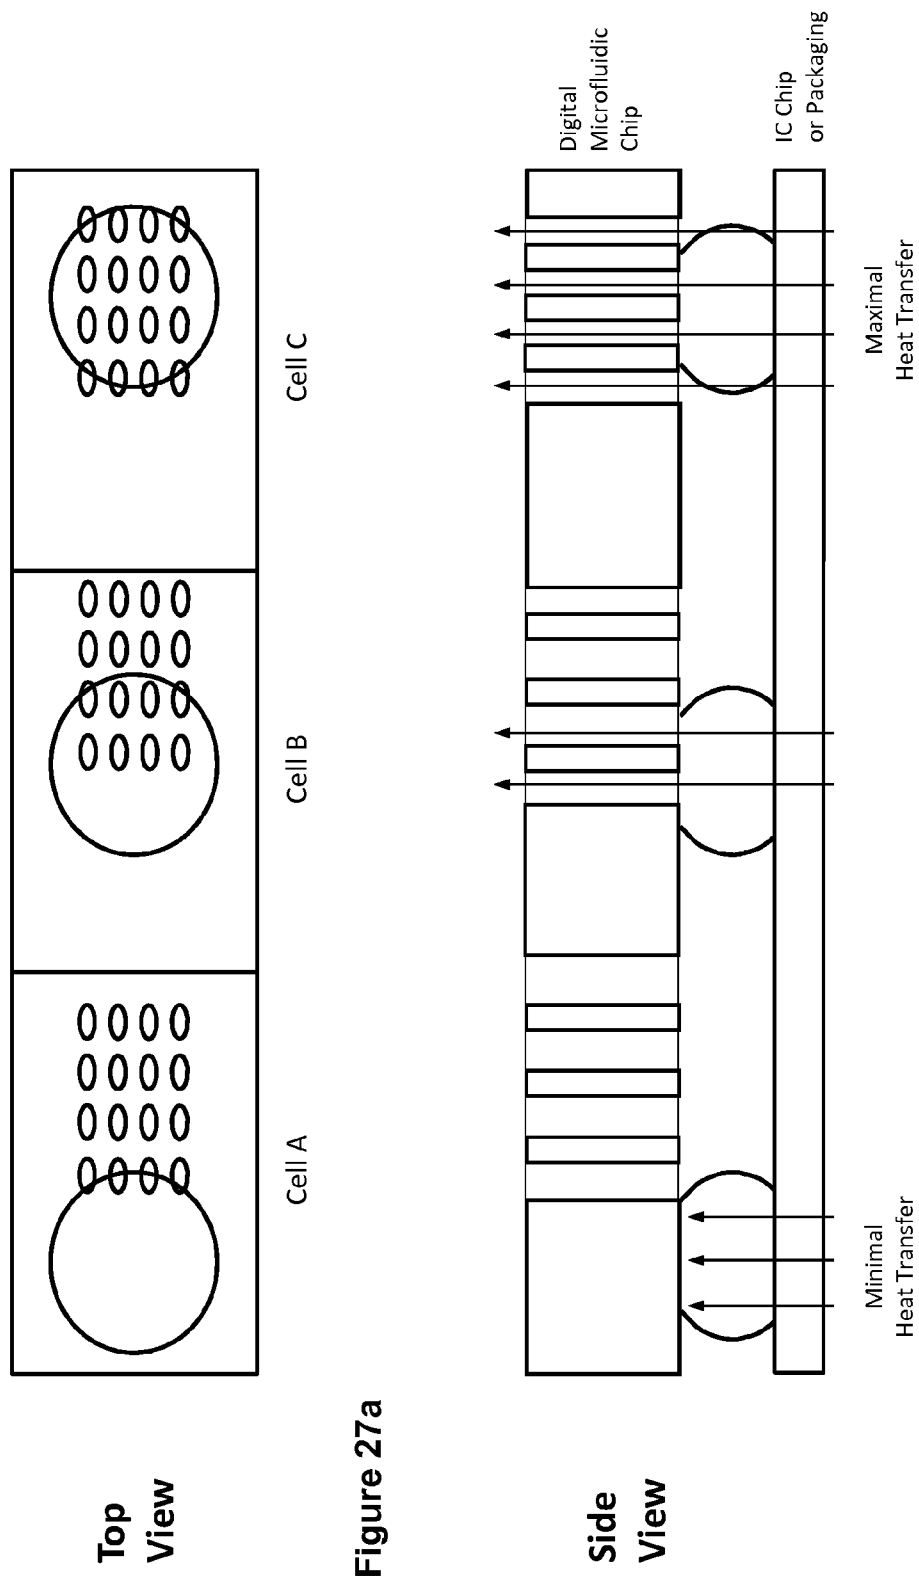 Top
View
Cell A
Cell B
Cell C
Figure 27a
Side
View
Digital
Microfluidic
Chip
IC Chip
or Packaging
Minimal
Heat Transfer
Maximal
Heat Transfer